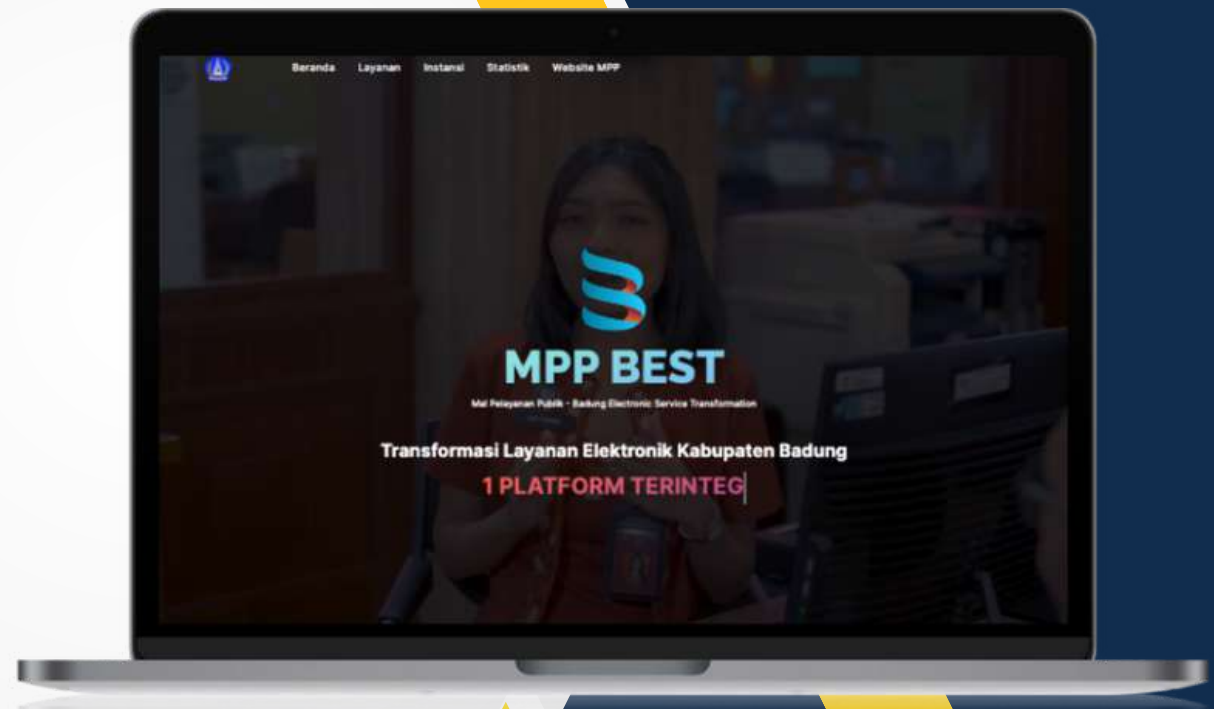 Beranda Layanan Instansi Statistik Website MPP
MPP BEST
Mal Pelayanan Publik - Badung Electronic Service Transformation
Transformasi Layanan Elektronik Kabupaten Badung
1 PLATFORM TERINTEG